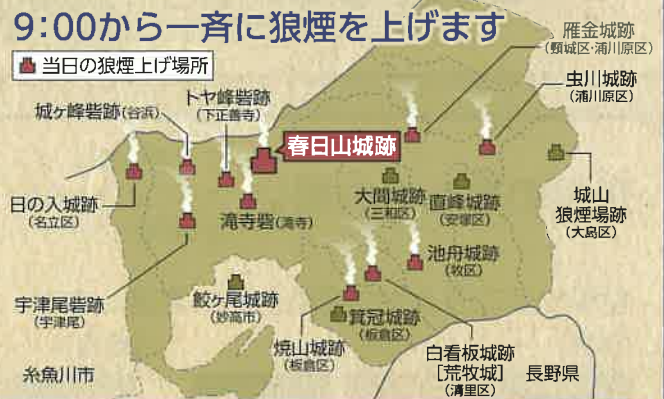 9:00から一斉に狼煙を上げます
当日の狼煙上げ場所
雁金城跡
(頸城区・浦川原区)
虫川城跡
(浦川原区)
トヤ峰砦跡
(下正善寺)
城ヶ峰砦跡(谷浜)
春日山城跡
日の入城跡
(名立区)
滝寺砦(滝寺)
大間城跡
(三和区)
直峰城跡
(安塚区)
城山
狼煙場跡
(大島区)
池舟城跡
(牧区)
宇津尾砦跡
(宇津尾)
鮫ヶ尾城跡
(妙高市)
箕冠城跡
(板倉区)
焼山城跡
(板倉区)
白看板城跡
[荒牧城]
(清里区)
糸魚川市
長野県